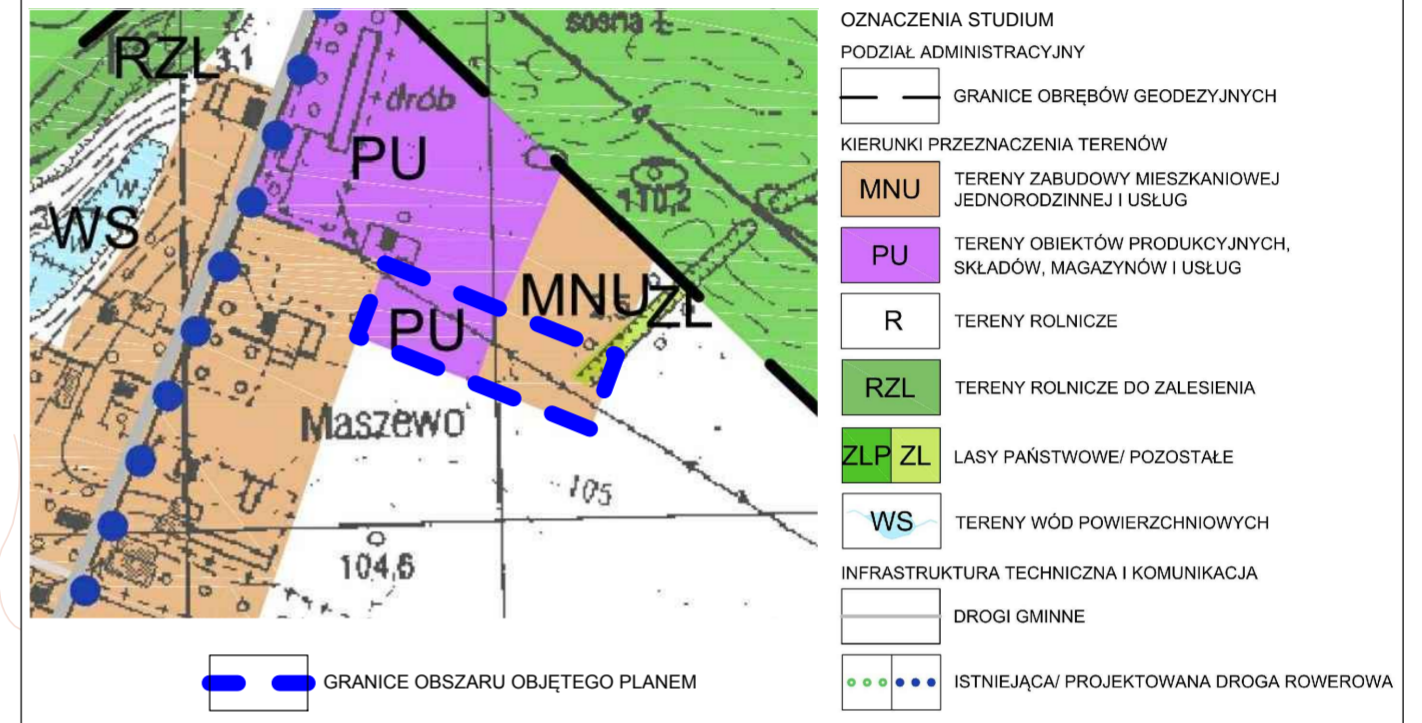 RZL
3,1
sosna
drób
PU
WS
110,2
MNU
ZL
PU
Maszewo
105
104,6
GRANICE OBSZARU OBJĘTEGO PLANEM
OZNACZENIA STUDIUM
PODZIAŁ ADMINISTRACYJNY
GRANICE OBRĘBÓW GEODEZYJNYCH
KIERUNKI PRZEZNACZENIA TERENÓW
MNU
TERENY ZABUDOWY MIESZKANIOWEJ
JEDNORODZINNEJ I USŁUG
PU
TERENY OBIEKTÓW PRODUKCYJNYCH,
SKŁADÓW, MAGAZYNÓW I USŁUG
R
TERENY ROLNICZE
RZL
TERENY ROLNICZE DO ZALESIENIA
ZLP ZL
LASY PAŃSTWOWE/ POZOSTAŁE
WS
TERENY WÓD POWIERZCHNIOWYCH
INFRASTRUKTURA TECHNICZNA I KOMUNIKACJA
DROGI GMINNE
ISTNIEJĄCA/ PROJEKTOWANA DROGA ROWEROWA